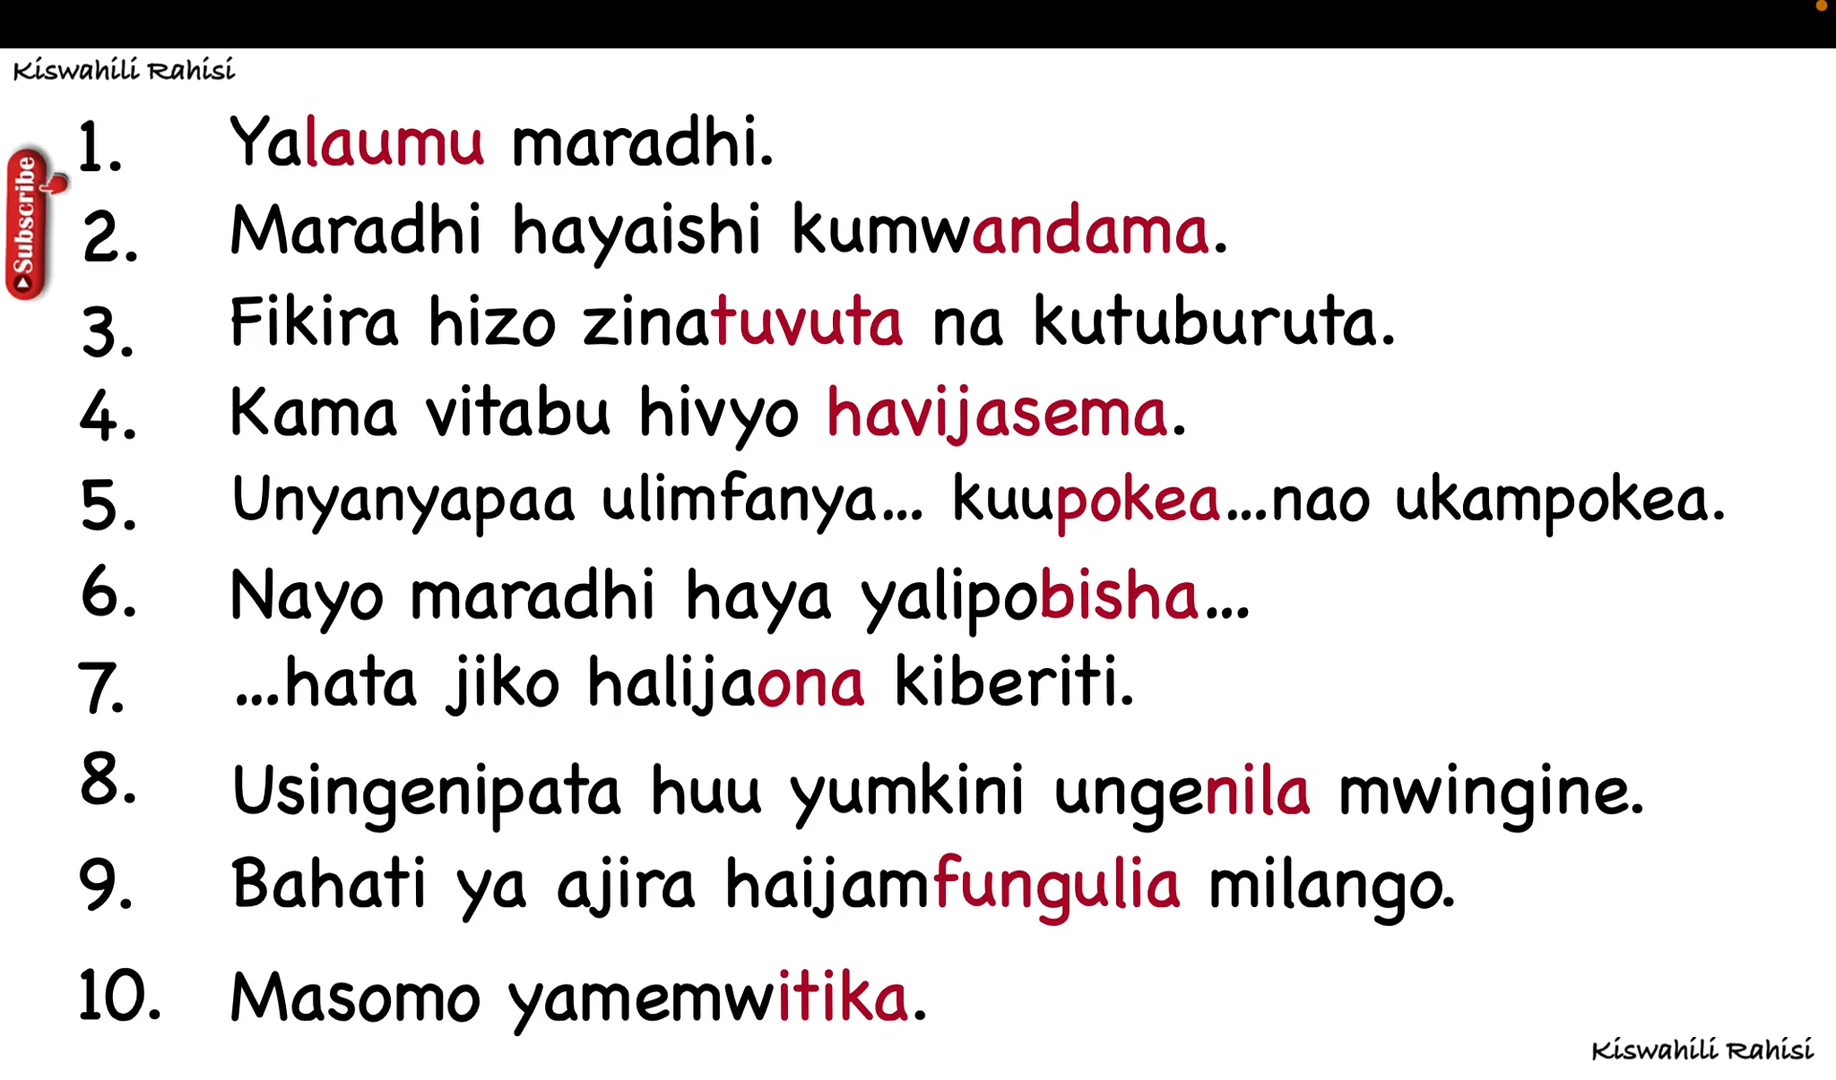 Kiswahili Rahisi
Subscribe
1. Yalaumu maradhi.
2. Maradhi hayaishi kumwandama.
3. Fikira hizo zinatuvuta na kutuburuta.
4. Kama vitabu hivyo havijasema.
5. Unyanyapaa ulimfanya... kuupokea...nao ukampokea.
6. Nayo maradhi haya yalipobisha...
7. ...hata jiko halijaona kiberiti.
8. Usingenipata huu yumkini ungenila mwingine.
9. Bahati ya ajira haijamfungulia milango.
10. Masomo yamemwitika.
Kiswahili Rahisi